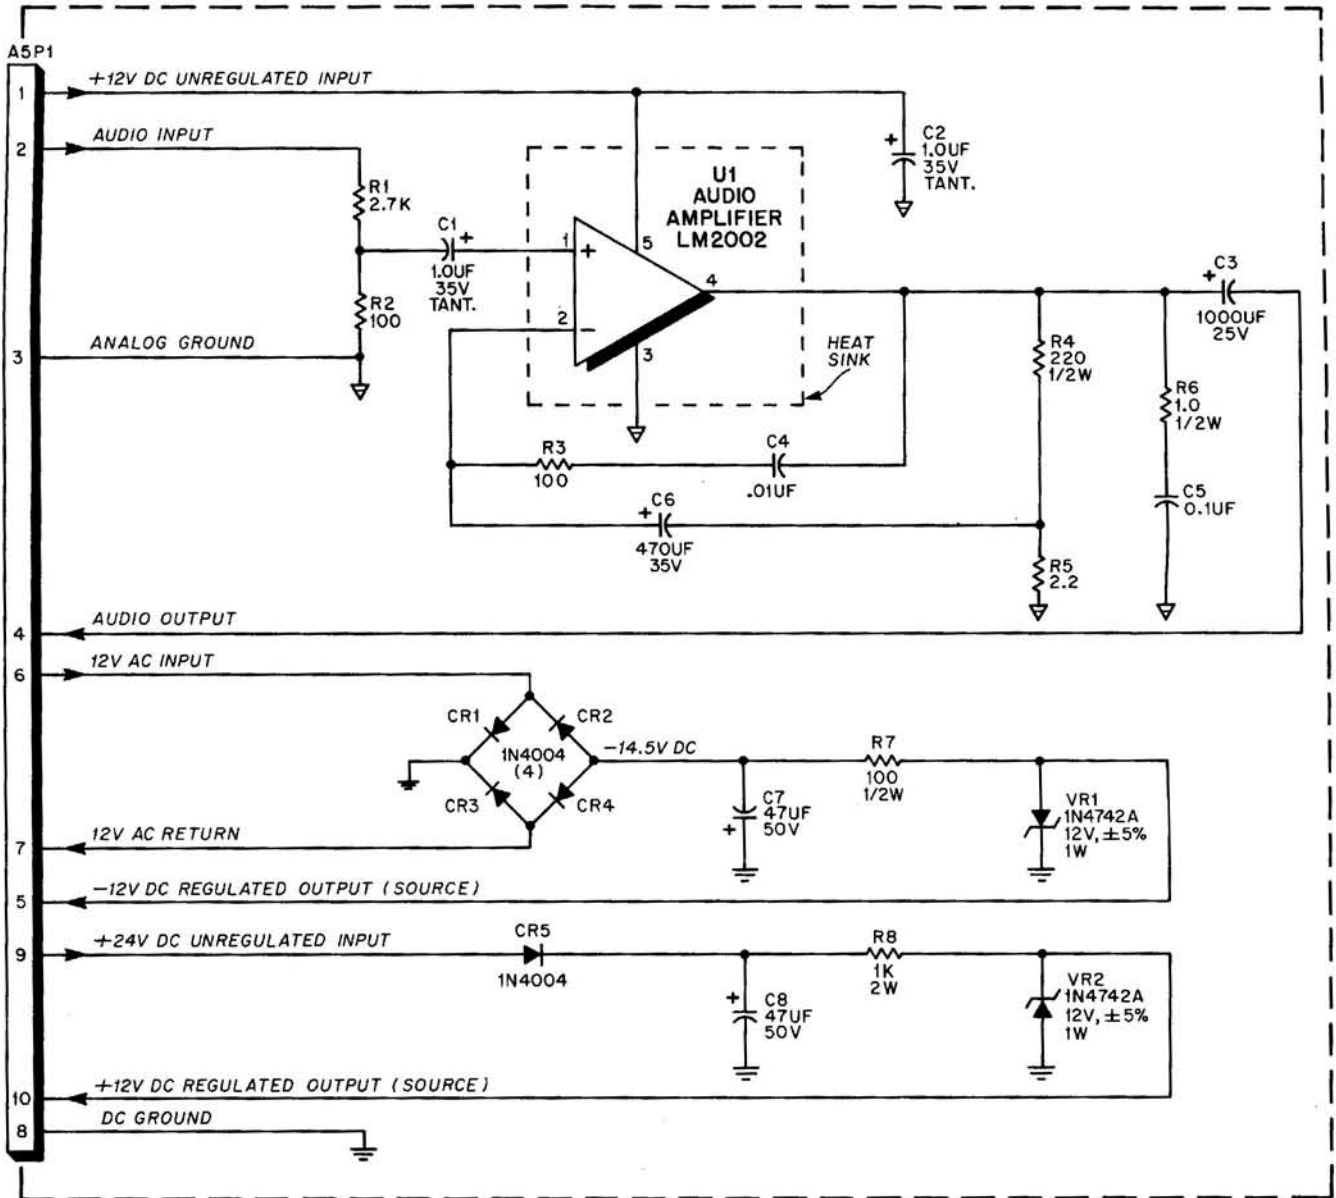 A5P1
1
+12V DC UNREGULATED INPUT
2
AUDIO INPUT
R1
2.7K
C1
+
1.0UF
35V
TANT.
R2
100
3
ANALOG GROUND
U1
AUDIO
AMPLIFIER
LM2002
1
+
5
4
2
−
3
HEAT
SINK
+
C2
1.0UF
35V
TANT.
+
C3
1000UF
25V
R4
220
1/2W
R6
1.0
1/2W
R3
100
C4
.01UF
+
C6
470UF
35V
C5
0.1UF
R5
2.2
4
AUDIO OUTPUT
6
12V AC INPUT
CR1
CR2
1N4004
(4)
CR3
CR4
−14.5V DC
R7
100
1/2W
C7
47UF
50V
+
VR1
1N4742A
12V, ±5%
1W
7
12V AC RETURN
5
−12V DC REGULATED OUTPUT (SOURCE)
9
+24V DC UNREGULATED INPUT
CR5
1N4004
R8
1K
2W
+
C8
47UF
50V
VR2
1N4742A
12V, ±5%
1W
10
+12V DC REGULATED OUTPUT (SOURCE)
8
DC GROUND